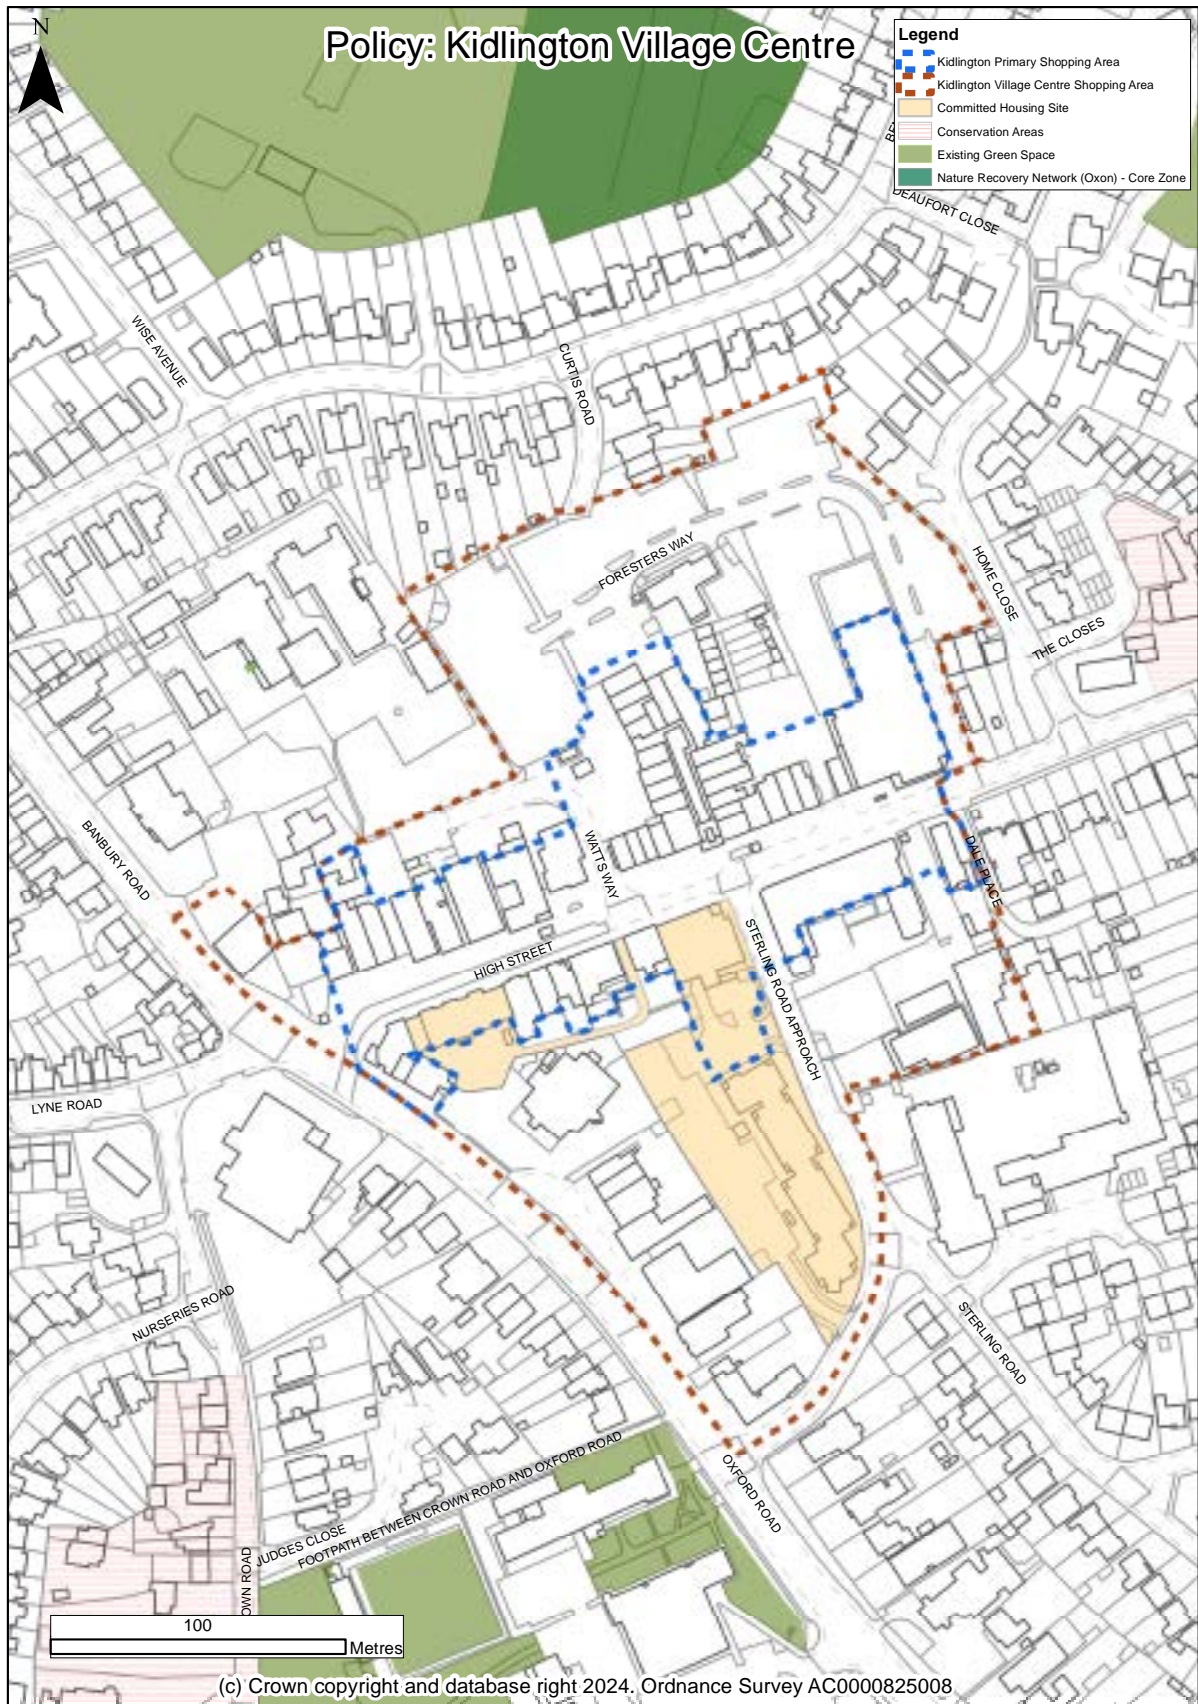 N
Policy: Kidlington Village Centre
Legend
Kidlington Primary Shopping Area
Kidlington Village Centre Shopping Area
Committed Housing Site
Conservation Areas
Existing Green Space
Nature Recovery Network (Oxon) - Core Zone
BE
BEAUFORT CLOSE
WISE AVENUE
CURTIS ROAD
FORESTERS WAY
HOME CLOSE
THE CLOSES
BANBURY ROAD
WATTS WAY
DALE PLACE
HIGH STREET
STERLING ROAD APPROACH
LYNE ROAD
NURSERIES ROAD
STERLING ROAD
OXFORD ROAD
FOOTPATH BETWEEN CROWN ROAD AND OXFORD ROAD
JUDGES CLOSE
OWN ROAD
100
Metres
(c) Crown copyright and database right 2024. Ordnance Survey AC0000825008